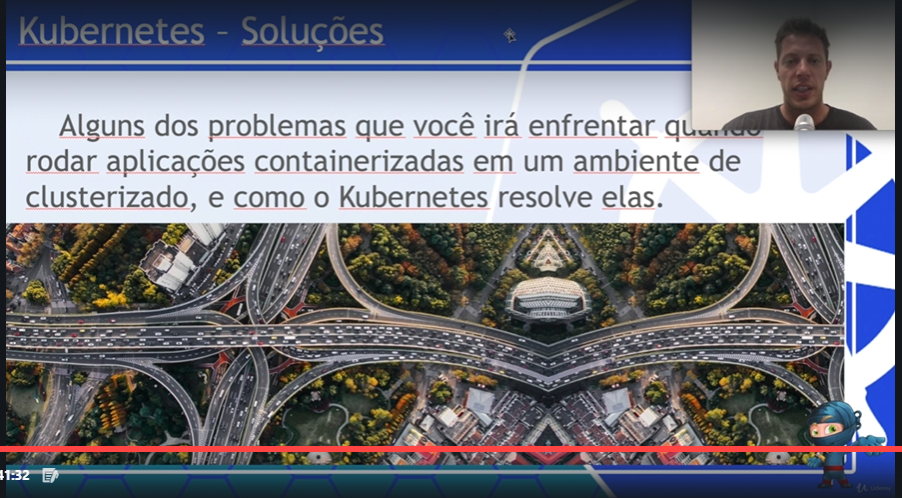 Kubernetes – Soluções
Alguns dos problemas que você irá enfrentar quando
rodar aplicações containerizadas em um ambiente de
clusterizado, e como o Kubernetes resolve elas.
41:32